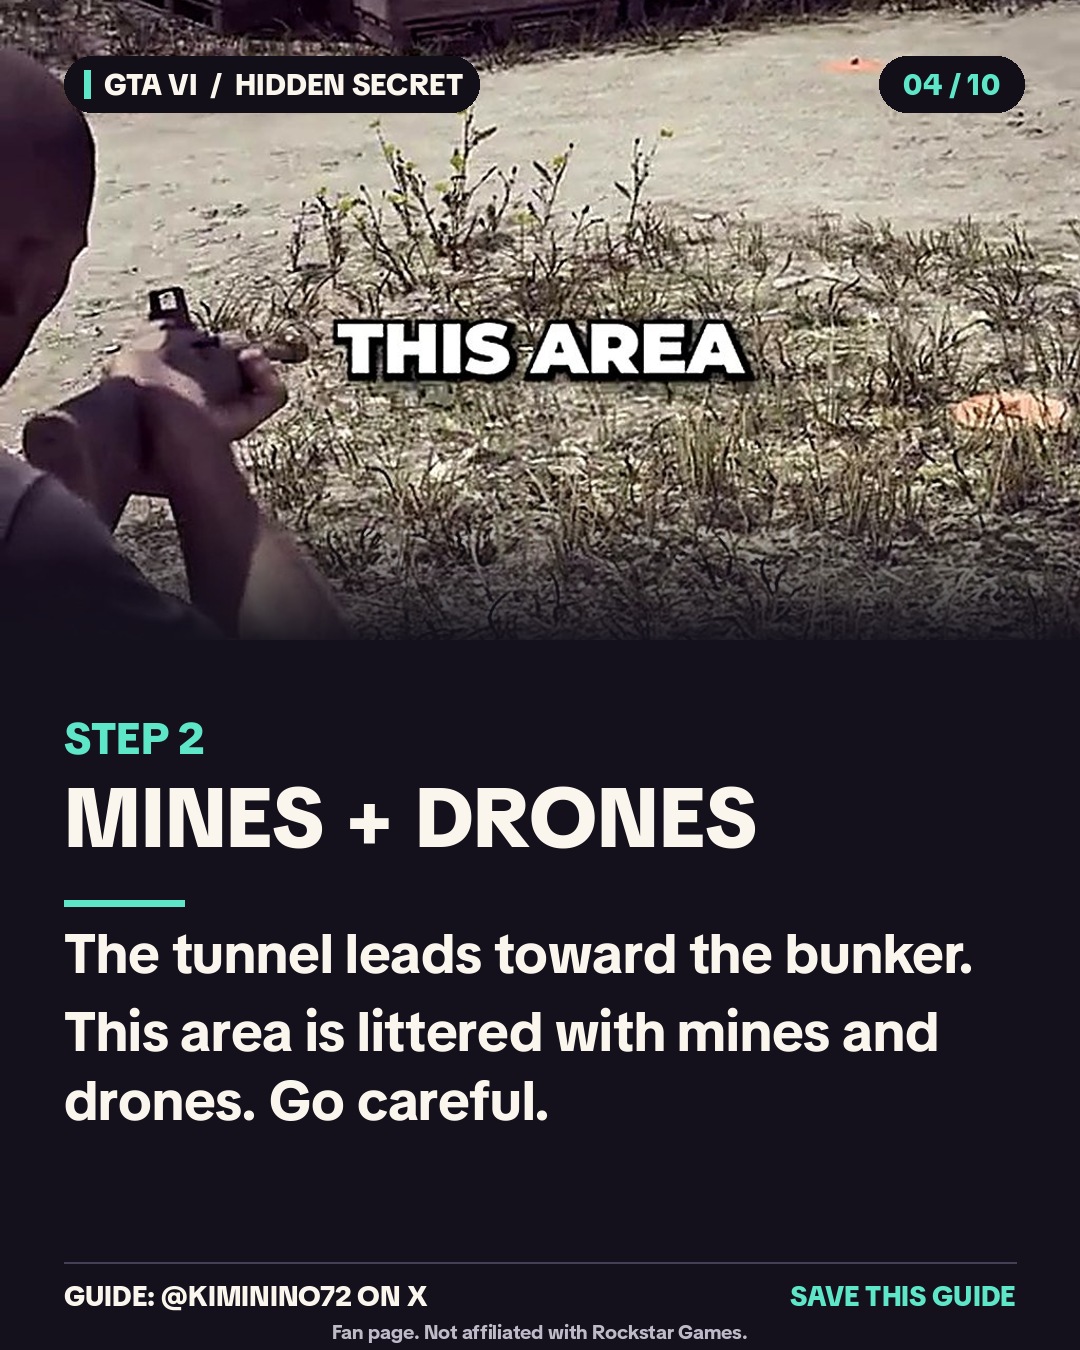 GTA VI / HIDDEN SECRET
04 / 10
THIS AREA
STEP 2
MINES + DRONES
The tunnel leads toward the bunker.
This area is littered with mines and
drones. Go careful.
GUIDE: @KIMININO72 ON X
SAVE THIS GUIDE
Fan page. Not affiliated with Rockstar Games.